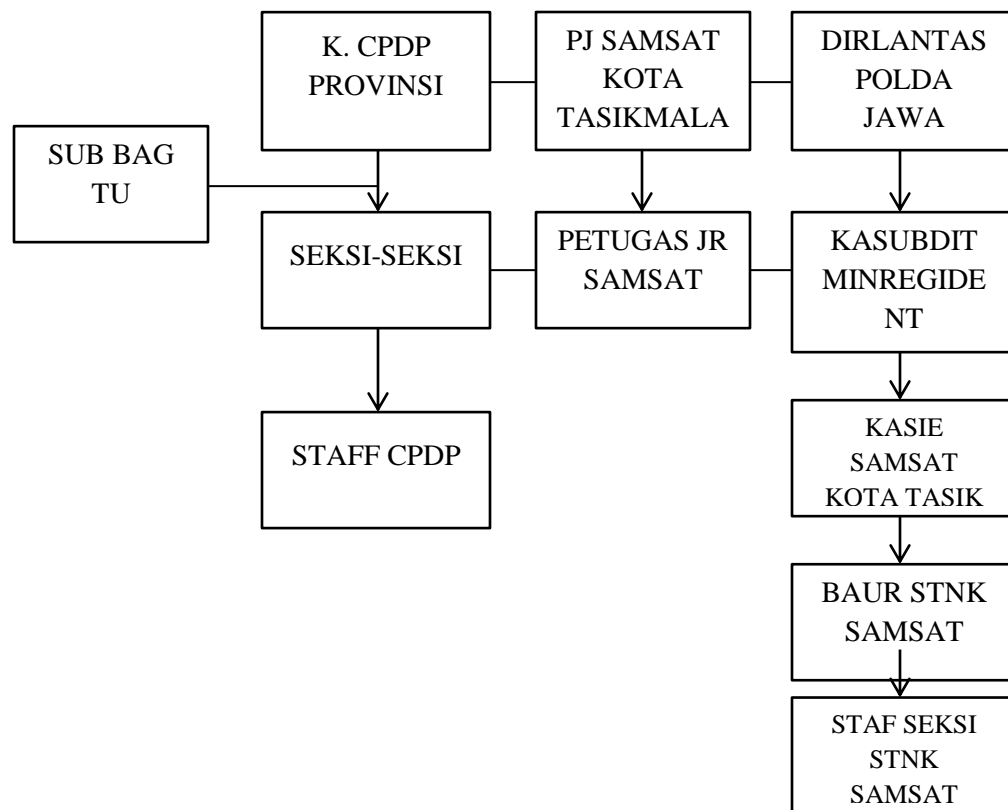 K. CPDP
PROVINSI
PJ SAMSAT
KOTA
TASIKMALA
DIRLANTAS
POLDA
JAWA
SUB BAG
TU
SEKSI-SEKSI
PETUGAS JR
SAMSAT
KASUBDIT
MINREGIDE
NT
STAFF CPDP
KASIE
SAMSAT
KOTA TASIK
BAUR STNK
SAMSAT
STAF SEKSI
STNK
SAMSAT